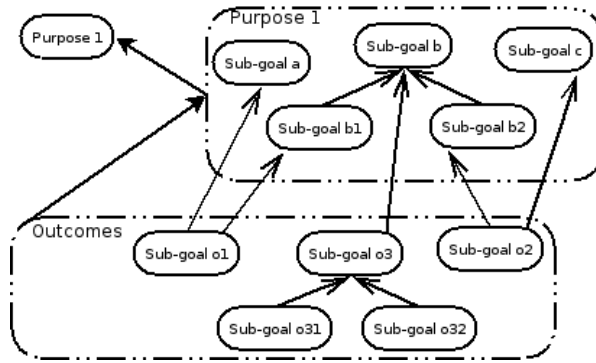 Purpose 1
Purpose 1
Sub-goal a
Sub-goal b
Sub-goal c
Sub-goal b1
Sub-goal b2
Outcomes
Sub-goal o1
Sub-goal o3
Sub-goal o2
Sub-goal o31
Sub-goal o32